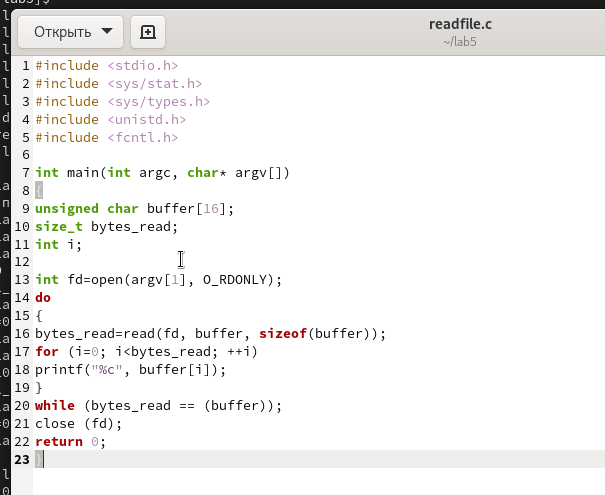 readfile.c
Открыть
~/lab5
1 #include <stdio.h>
2 #include <sys/stat.h>
3 #include <sys/types.h>
4 #include <unistd.h>
5 #include <fcntl.h>
6
7 int main(int argc, char* argv[])
8 {
9 unsigned char buffer[16];
10 size_t bytes_read;
11 int i;
12
13 int fd=open(argv[1], O_RDONLY);
14 do
15 {
16 bytes_read=read(fd, buffer, sizeof(buffer));
17 for (i=0; i<bytes_read; ++i)
18 printf("%c", buffer[i]);
19 }
20 while (bytes_read == (buffer));
21 close (fd);
22 return 0;
23 }